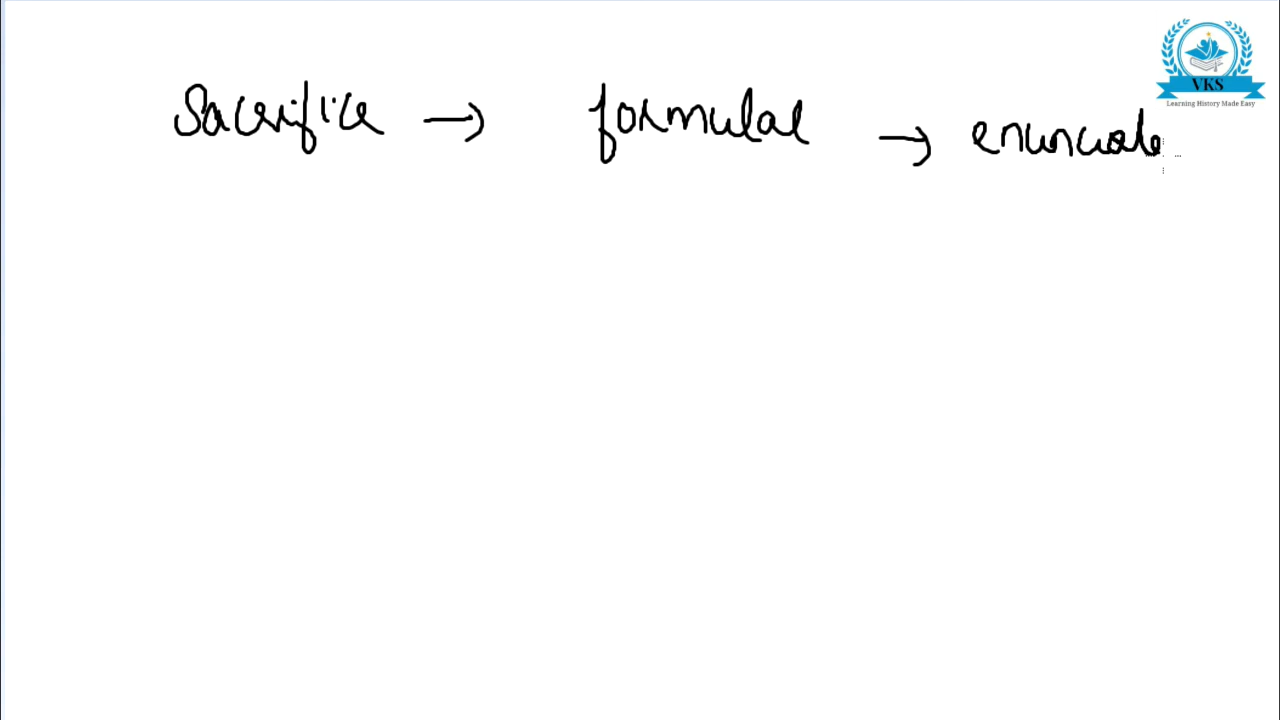 Sacrifice → formulae → enunciate
VKS
Learning History Made Easy